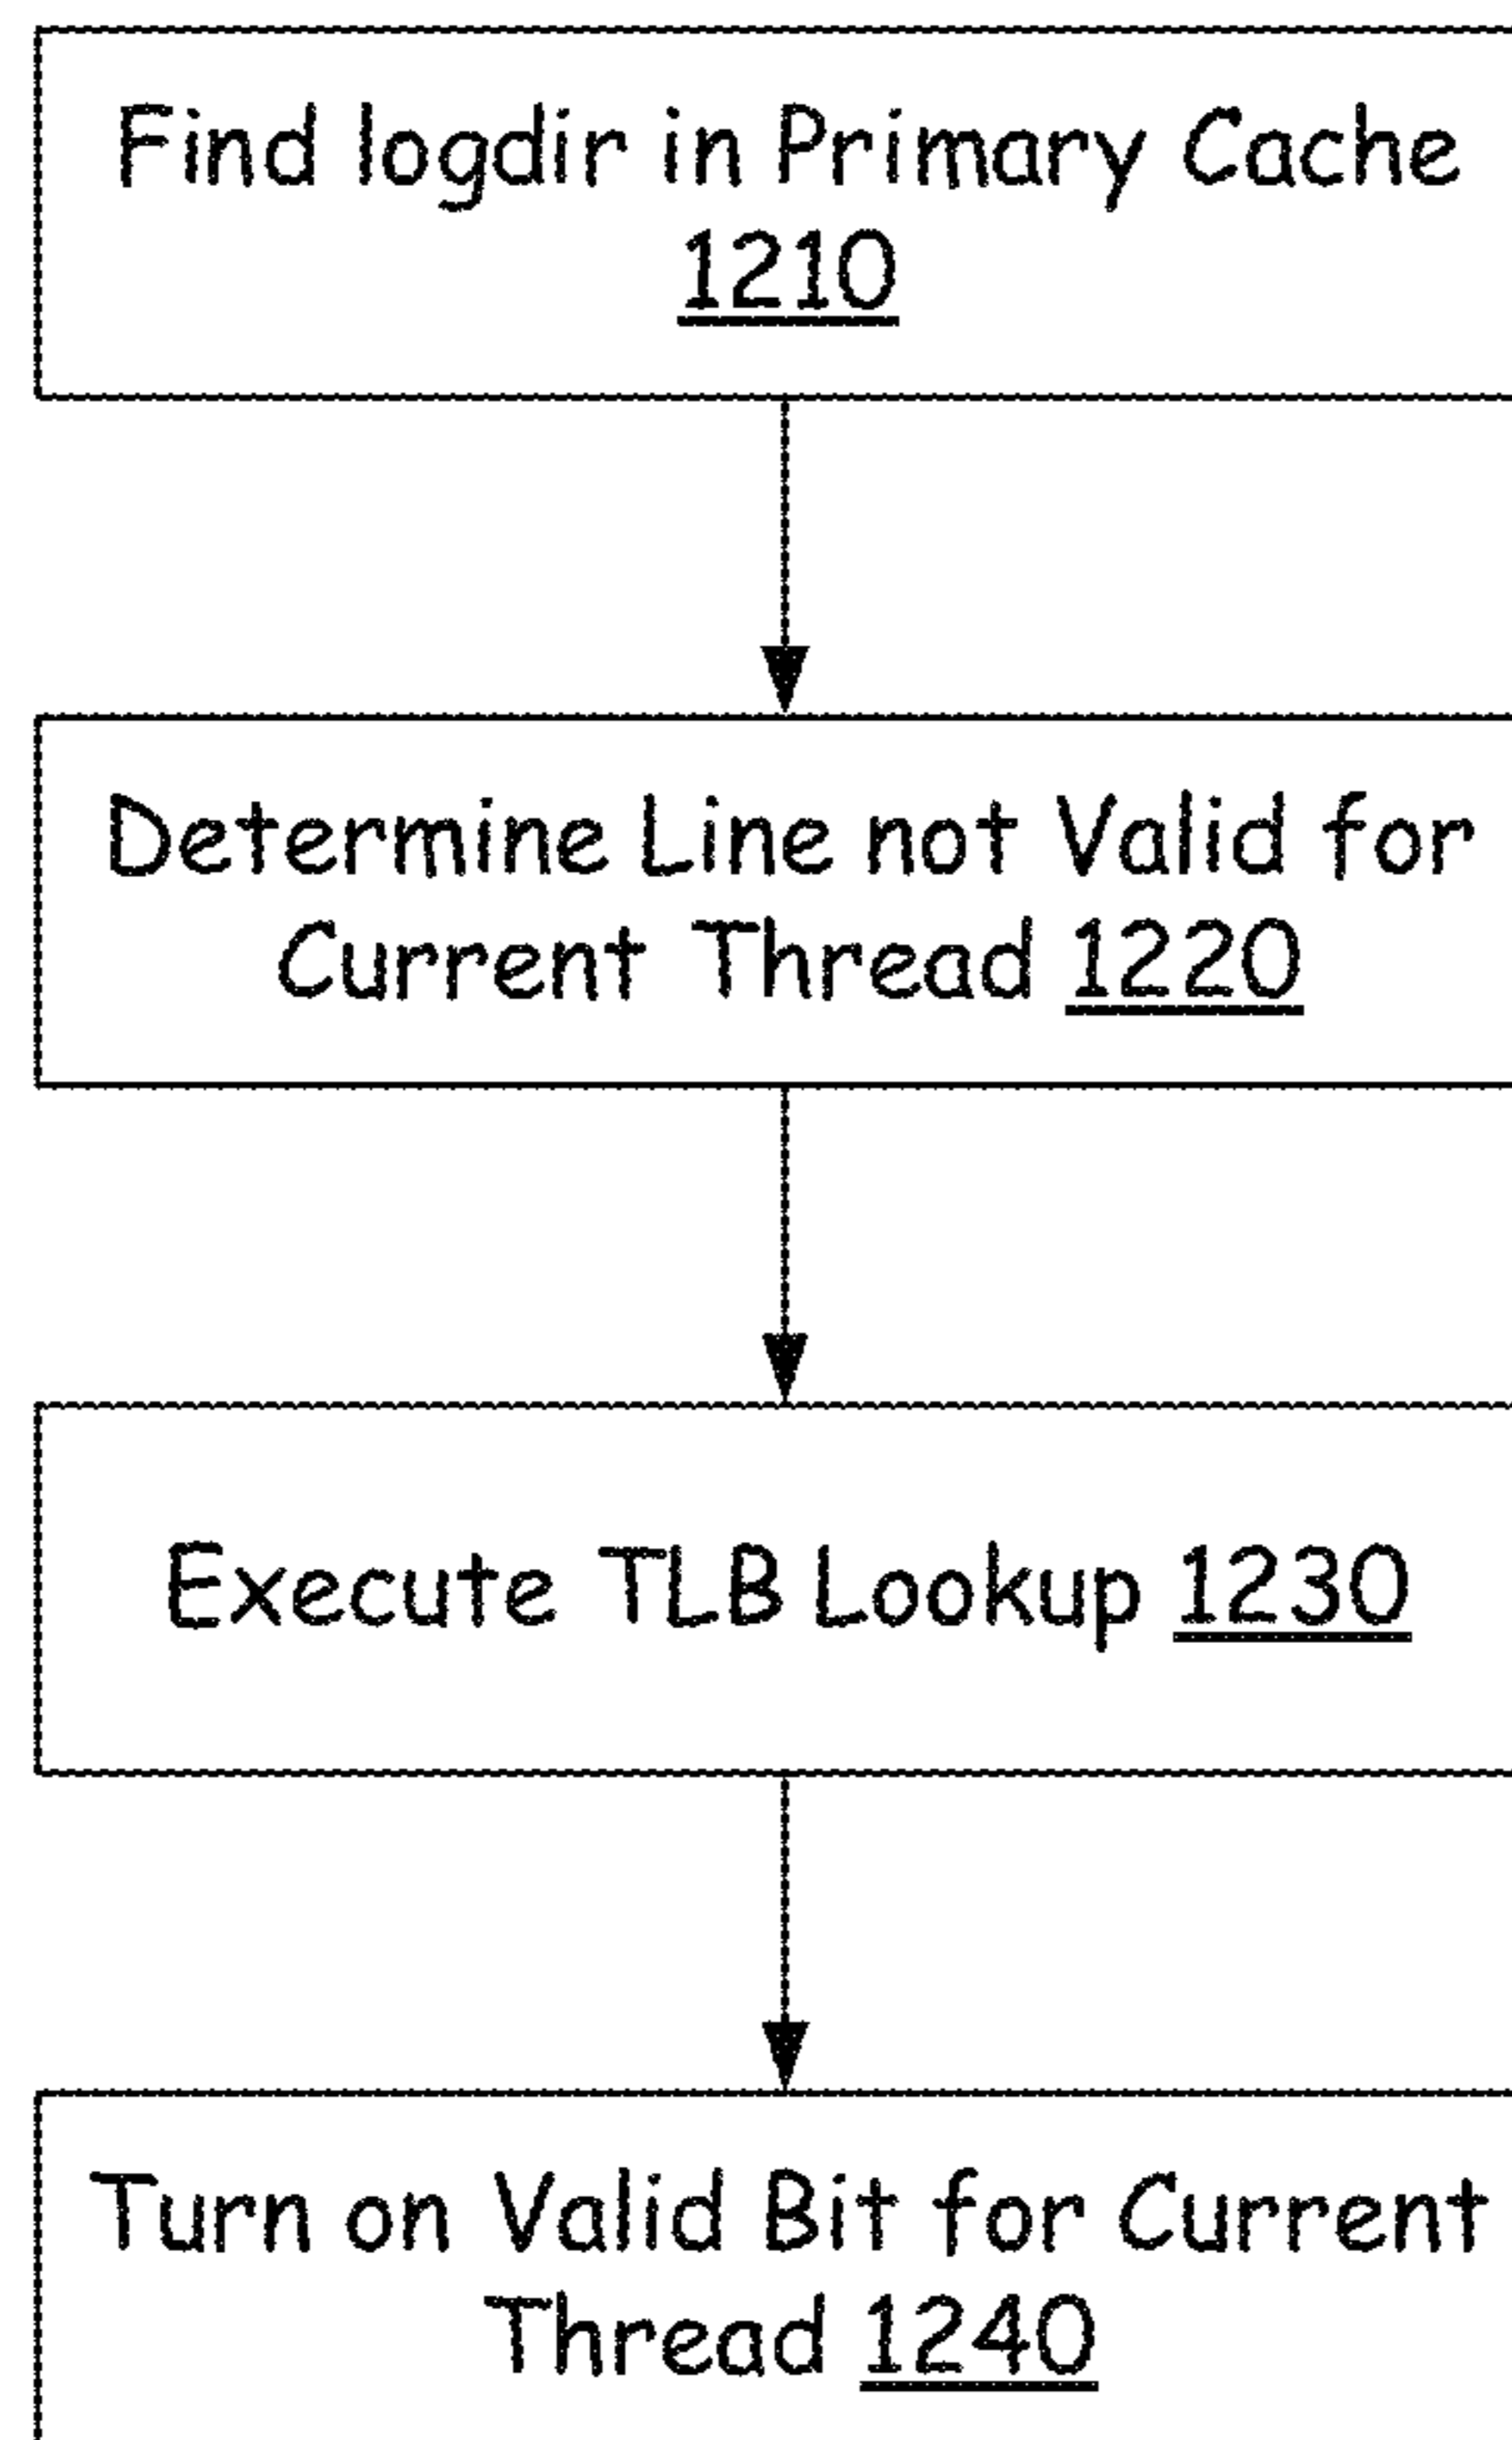 Find logdir in Primary Cache
1210
Determine Line not Valid for
Current Thread 1220
Execute TLB Lookup 1230
Turn on Valid Bit for Current
Thread 1240